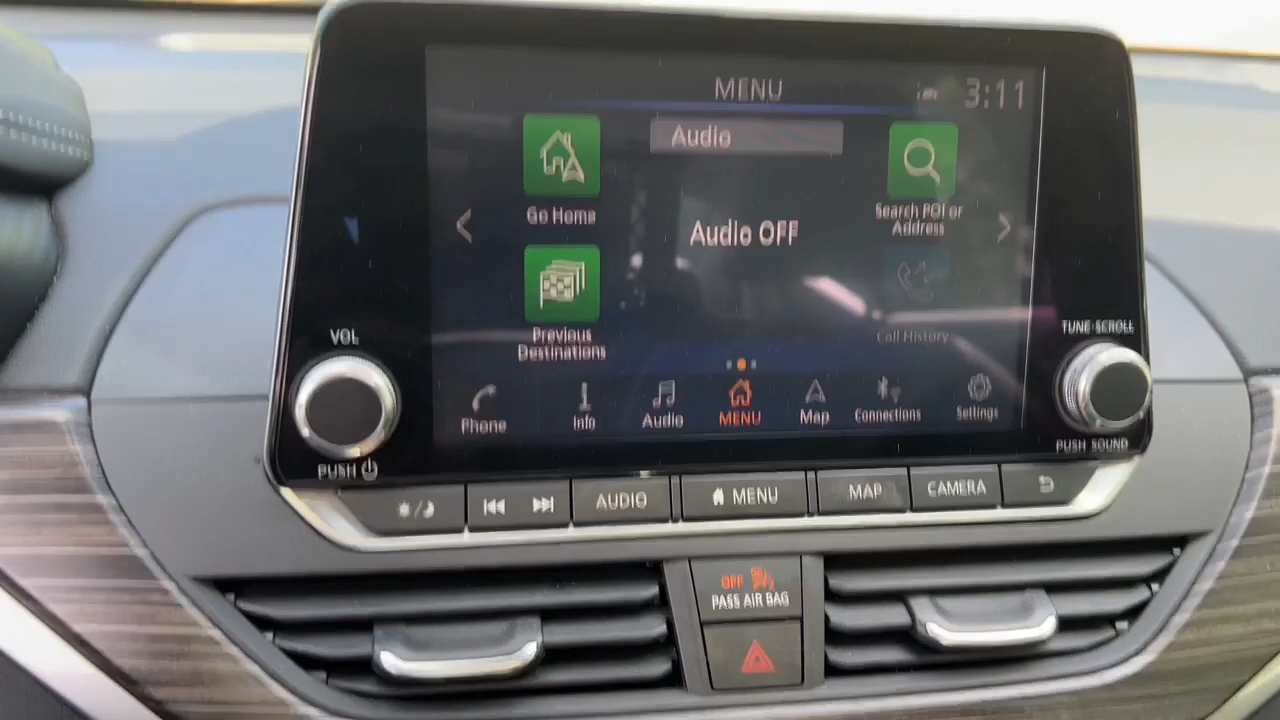 MENU
3:11
Audio
Go Home
Audio OFF
Search POI or
Address
Previous
Destinations
Call History
Phone
Info
Audio
MENU
Map
Connections
Settings
VOL
PUSH
TUNE·SCROLL
PUSH SOUND
AUDIO
MENU
MAP
CAMERA
OFF
PASS AIR BAG